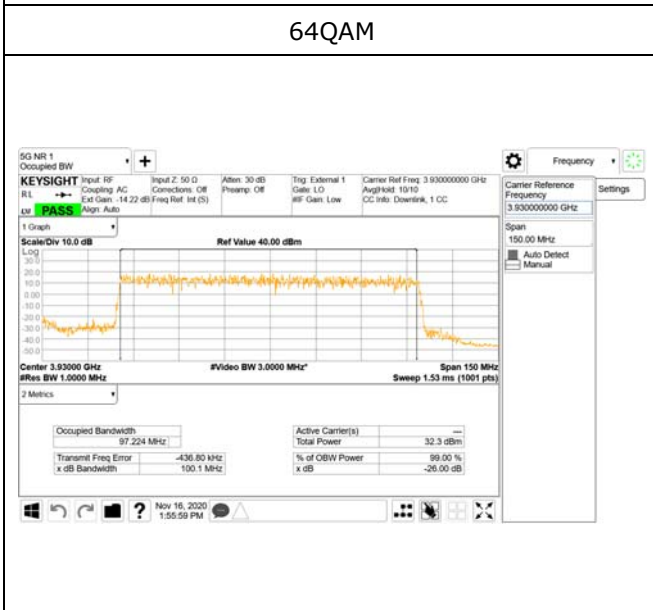 64QAM
5G NR 1
Occupied BW
Frequency
KEYSIGHT
RL
PASS
Input: RF
Coupling: AC
Ext Gain: -14.22 dB
Align: Auto
Input Z: 50 Ω
Corrections: Off
Freq Ref: Int (S)
Atten: 30 dB
Preamp: Off
Trig: External 1
Gate: LO
#IF Gain: Low
Carrier Ref Freq: 3.930000000 GHz
Avg|Hold: 10/10
CC Info: Downlink, 1 CC
Carrier Reference
Frequency
3.930000000 GHz
Settings
Span
150.00 MHz
Auto Detect
Manual
1 Graph
Scale/Div 10.0 dB
Ref Value 40.00 dBm
Log
30.0
20.0
10.0
0.00
-10.0
-20.0
-30.0
-40.0
-50.0
Center 3.93000 GHz
#Video BW 3.0000 MHz*
Span 150 MHz
#Res BW 1.0000 MHz
Sweep 1.53 ms (1001 pts)
2 Metrics
Occupied Bandwidth
97.224 MHz
Transmit Freq Error -436.80 kHz
x dB Bandwidth 100.1 MHz
Active Carrier(s) ---
Total Power 32.3 dBm
% of OBW Power 99.00 %
x dB -26.00 dB
?
Nov 16, 2020
1:55:59 PM